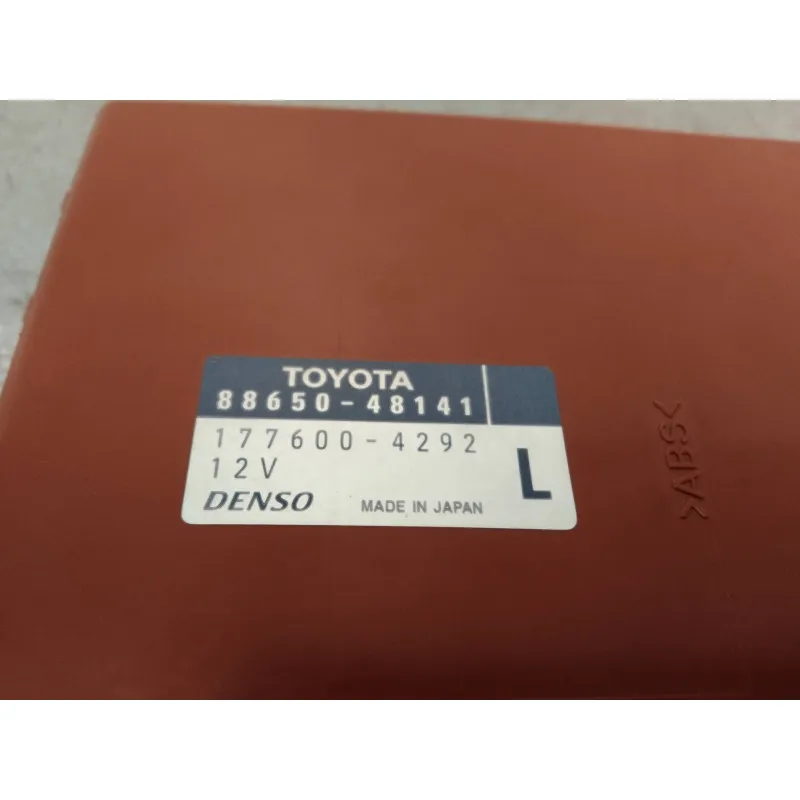 TOYOTA
88650-48141
177600-4292
12V
L
DENSO MADE IN JAPAN
>ABS<